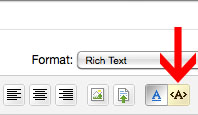 Format: Rich Text
A <A>